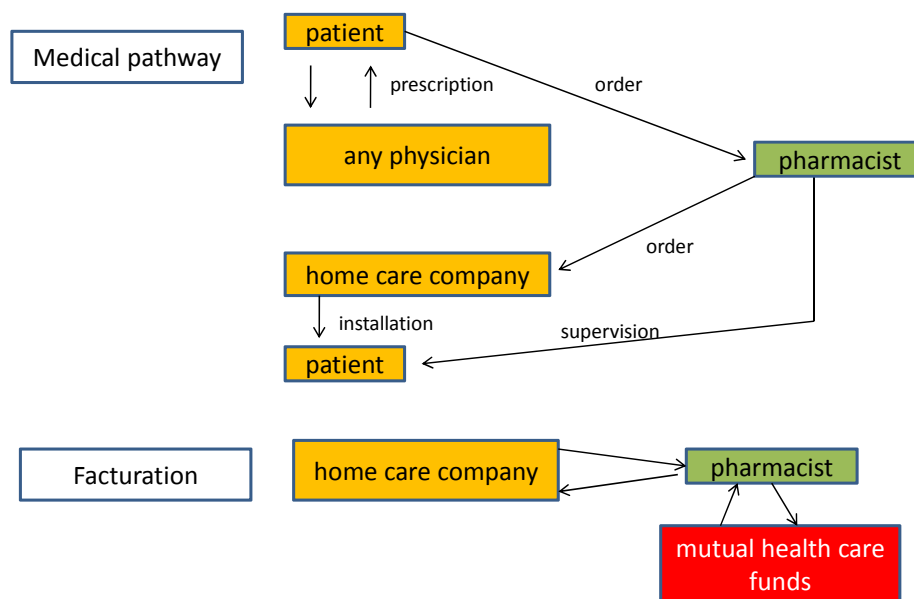 patient
Medical pathway
prescription
order
any physician
pharmacist
order
home care company
installation
supervision
patient
Facturation
home care company
pharmacist
mutual health care
funds